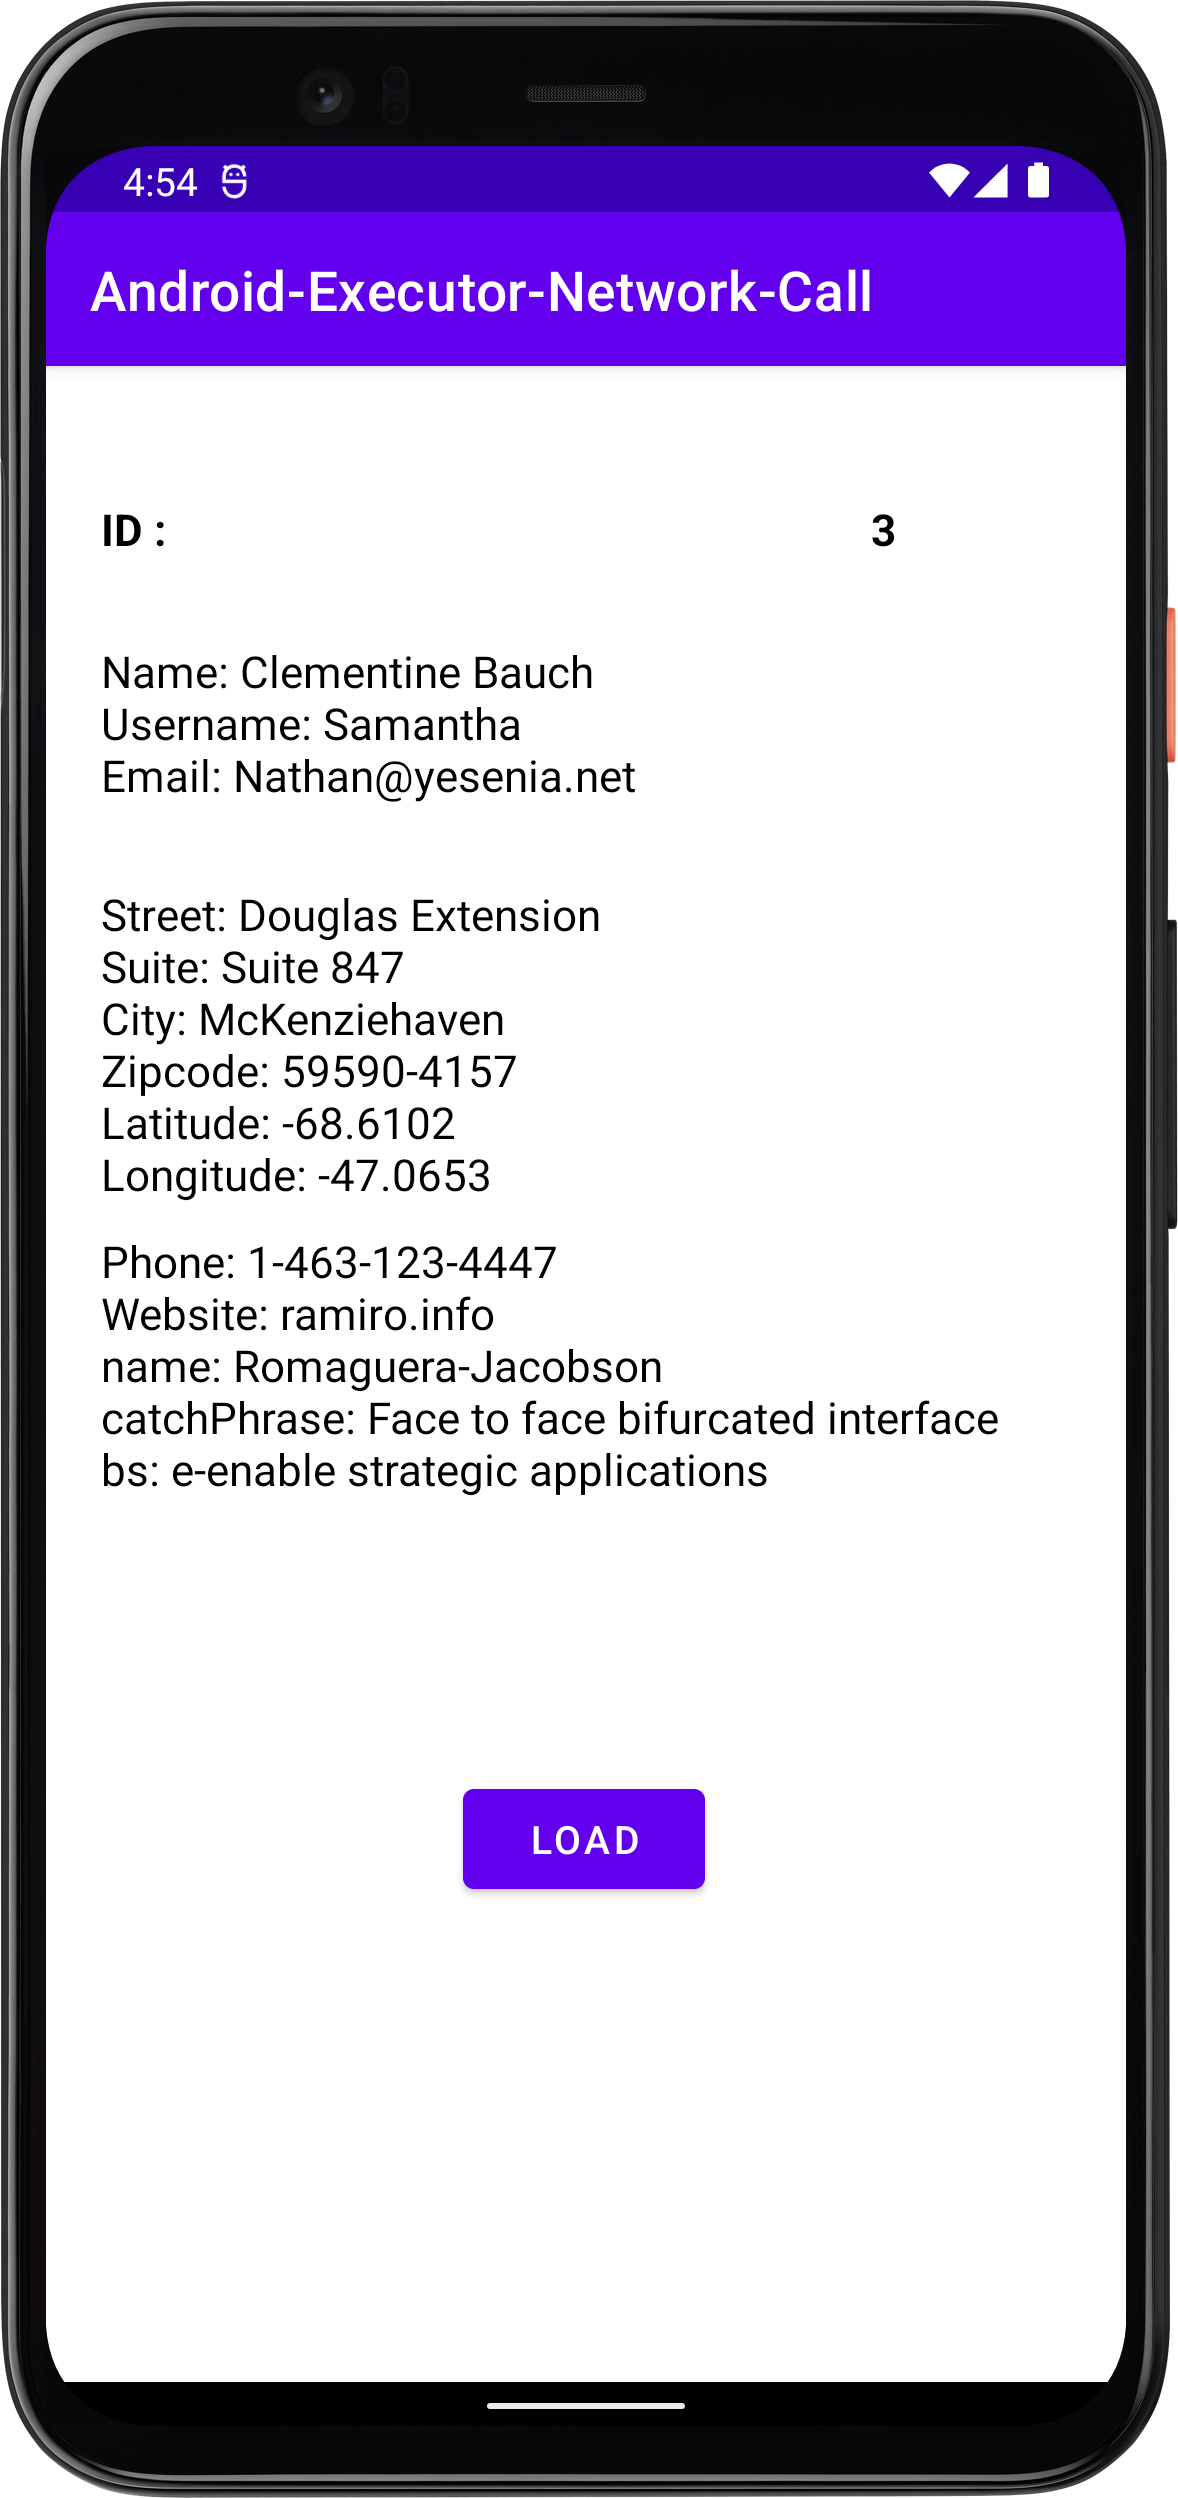 4:54
Android-Executor-Network-Call
ID : 3
Name: Clementine Bauch
Username: Samantha
Email: Nathan@yesenia.net
Street: Douglas Extension
Suite: Suite 847
City: McKenziehaven
Zipcode: 59590-4157
Latitude: -68.6102
Longitude: -47.0653
Phone: 1-463-123-4447
Website: ramiro.info
name: Romaguera-Jacobson
catchPhrase: Face to face bifurcated interface
bs: e-enable strategic applications
LOAD